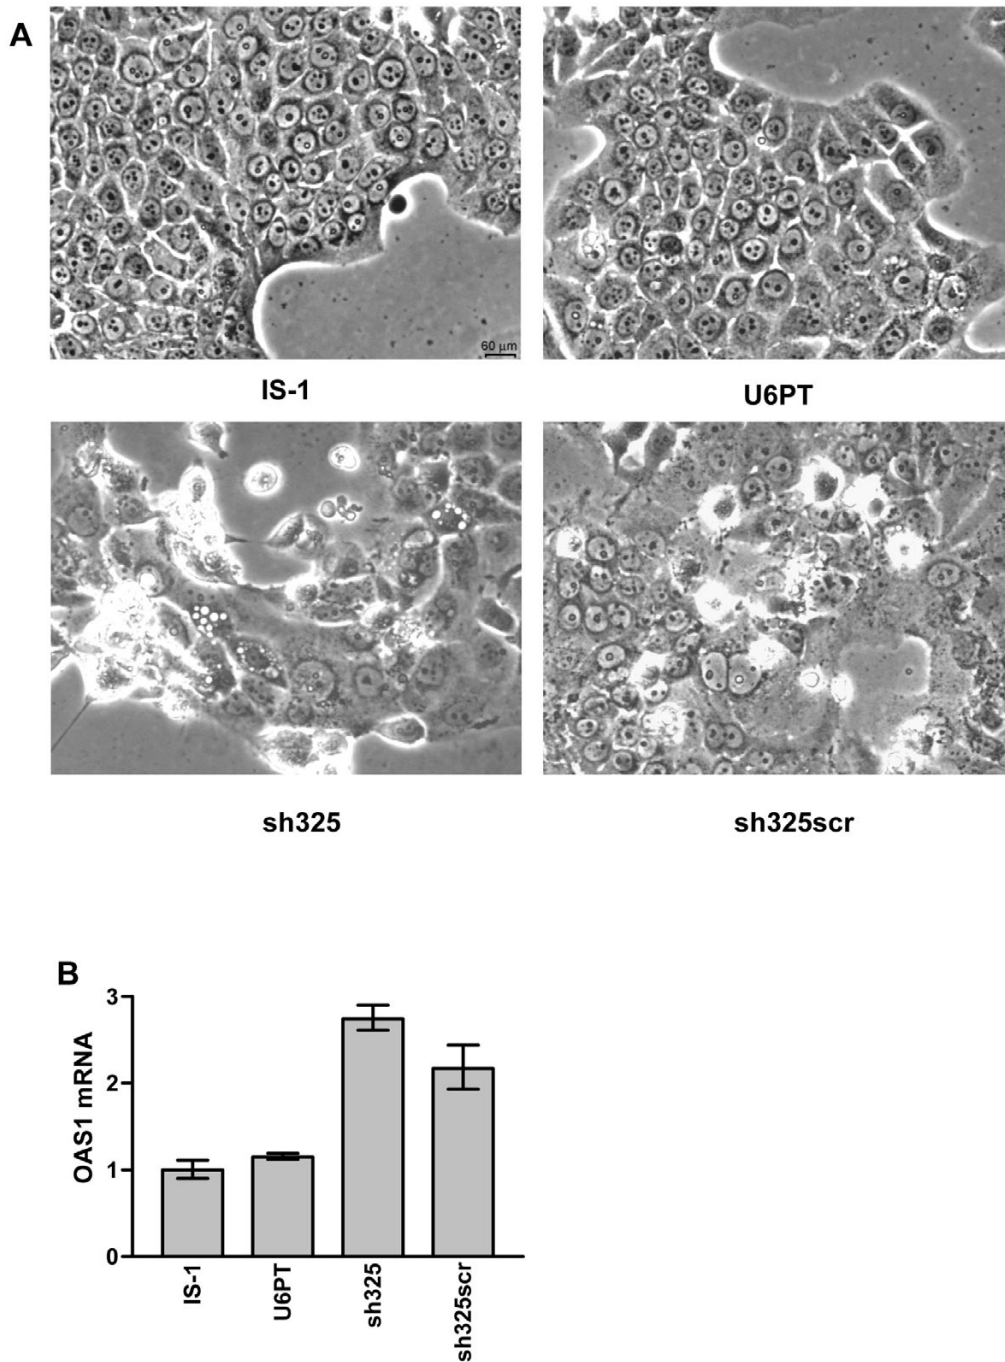 A
60 μm
IS-1
U6PT
sh325
sh325scr
B
OAS1 mRNA
3
2
1
0
IS-1
U6PT
sh325
sh325scr